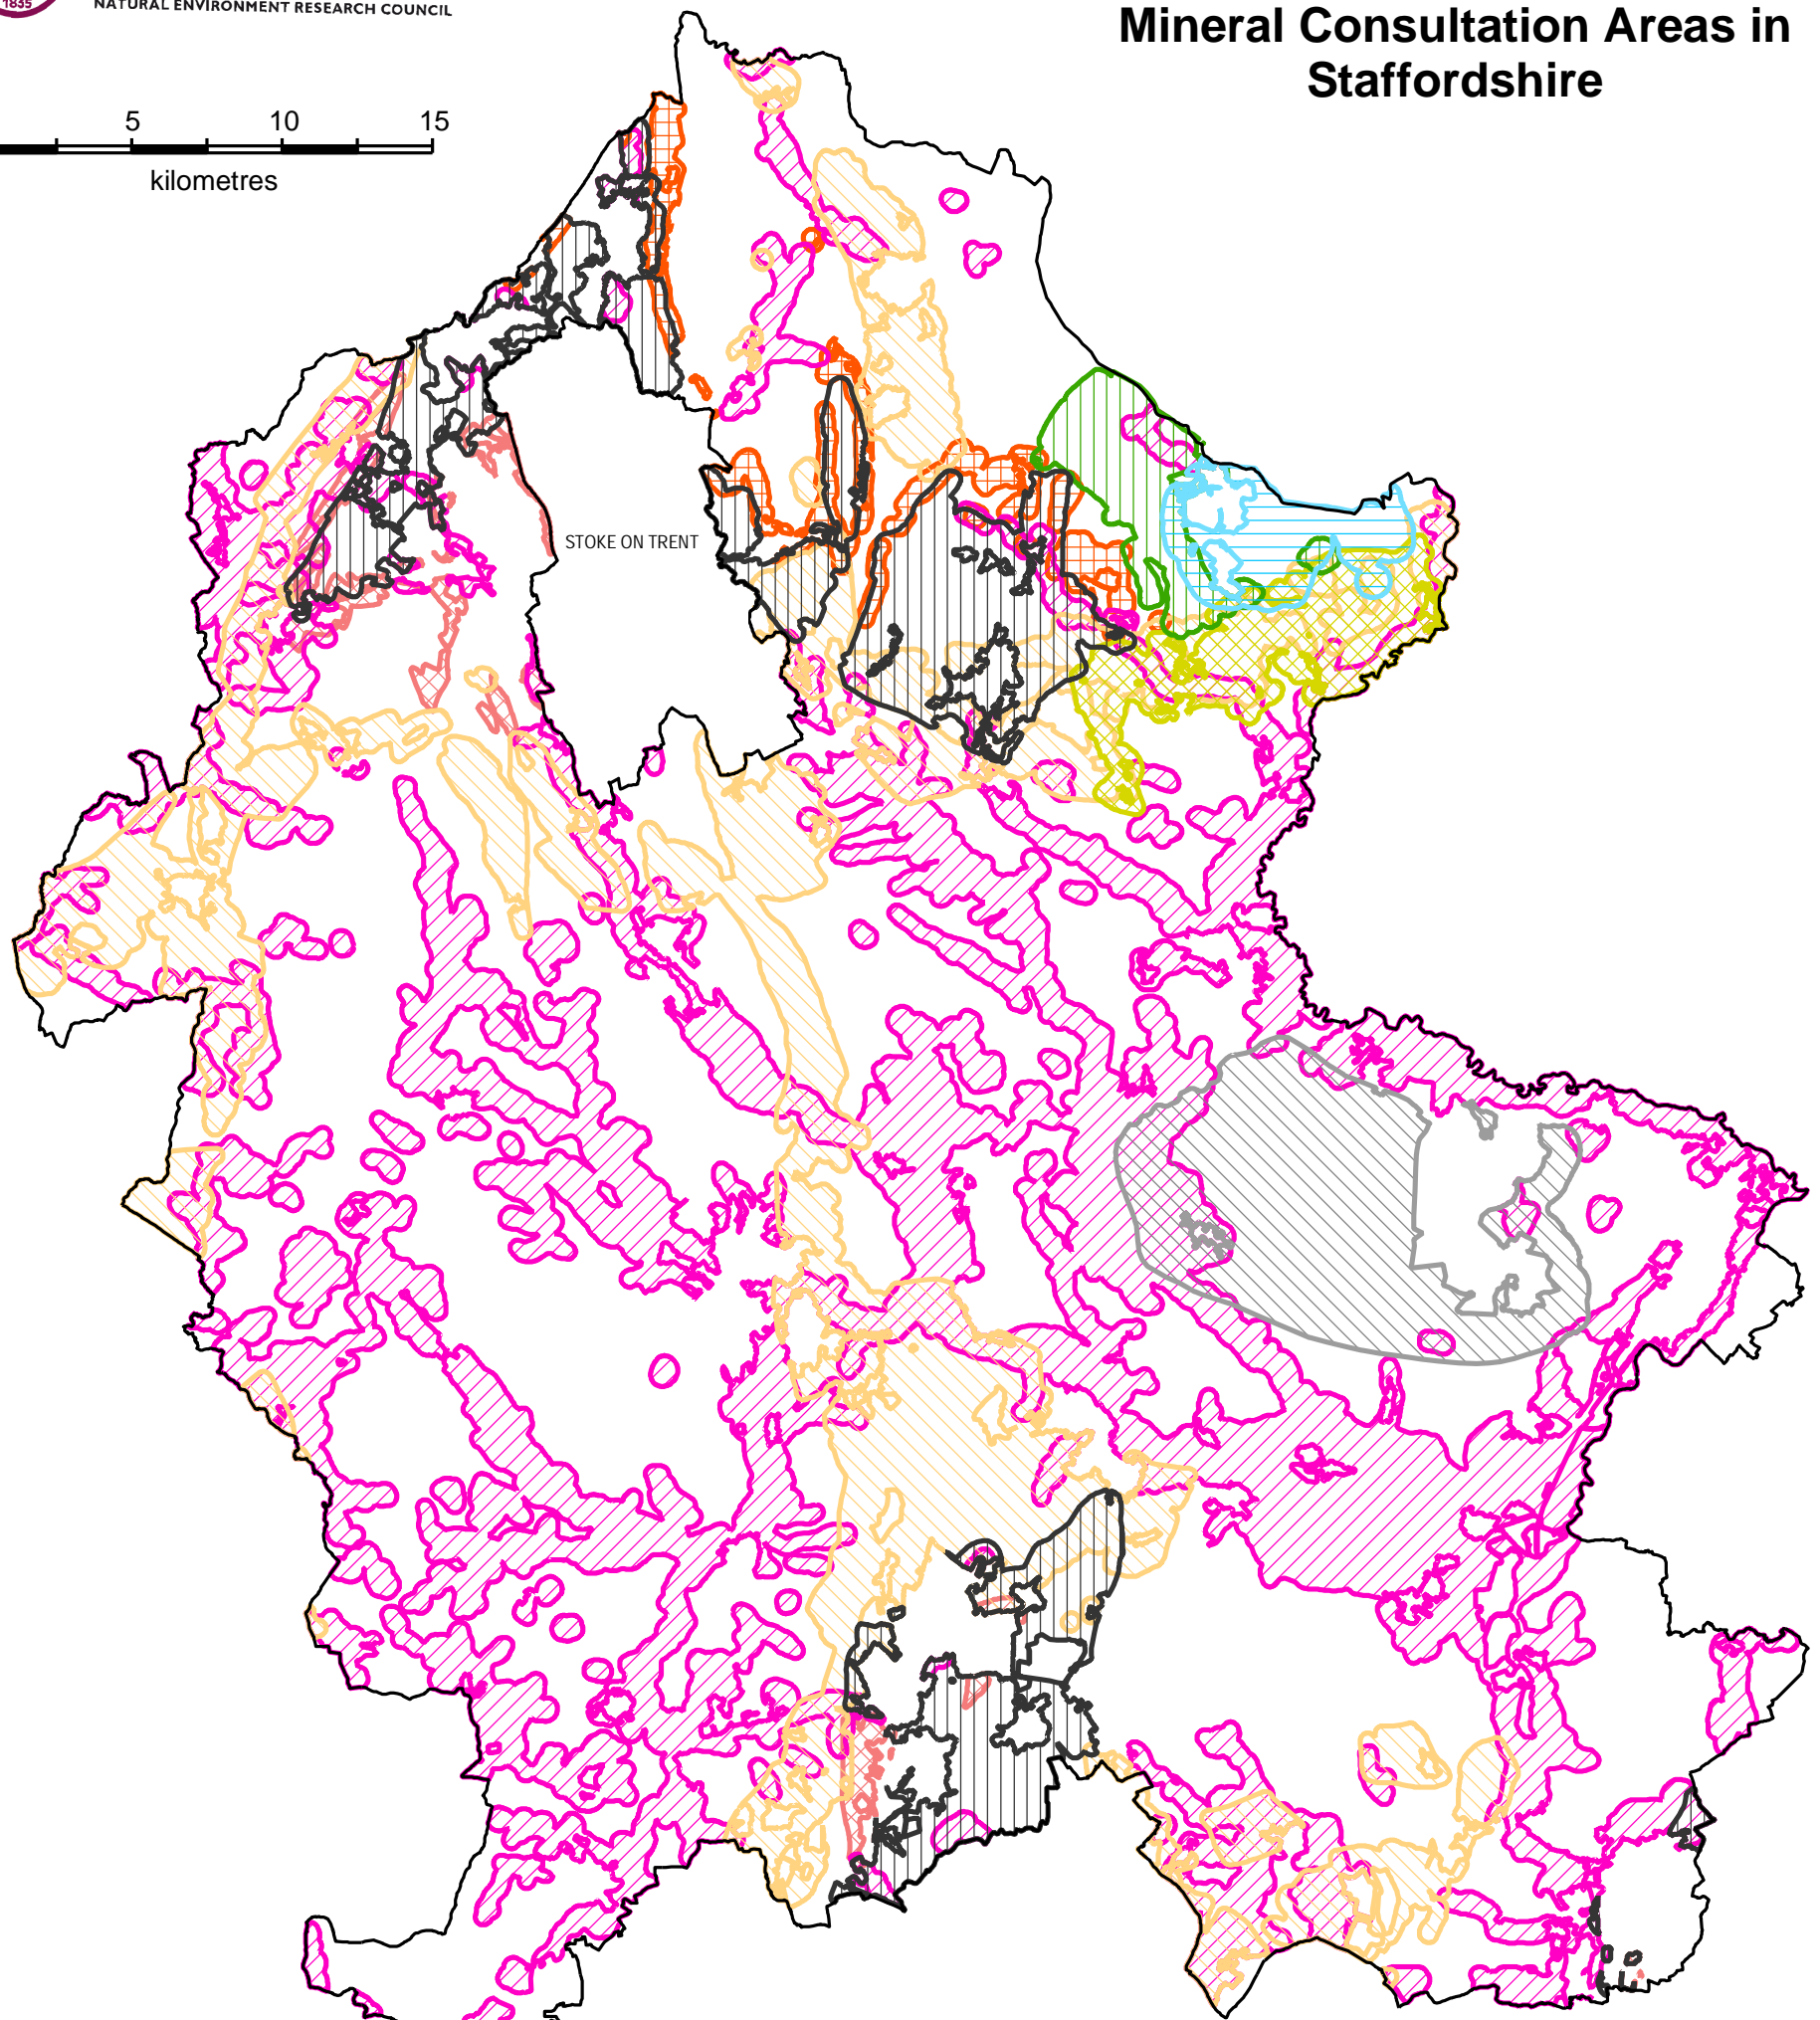 1835
NATURAL ENVIRONMENT RESEARCH COUNCIL
Mineral Consultation Areas in
Staffordshire
5 10 15
kilometres
STOKE ON TRENT